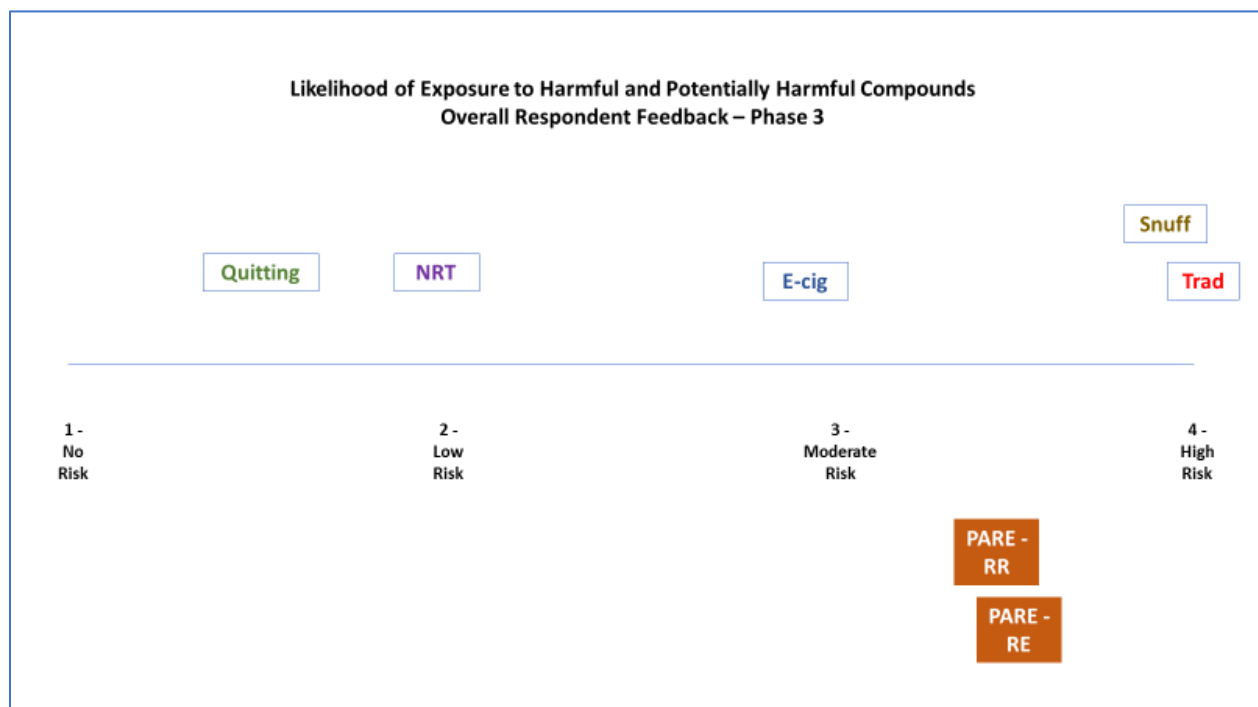 Likelihood of Exposure to Harmful and Potentially Harmful Compounds
Overall Respondent Feedback – Phase 3
Snuff
Quitting
NRT
E-cig
Trad
1 -
No
Risk
2 -
Low
Risk
3 -
Moderate
Risk
4 -
High
Risk
PARE -
RR
PARE -
RE